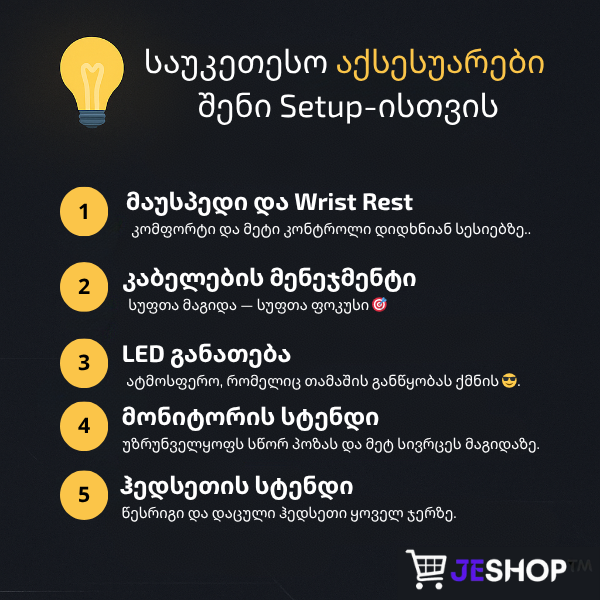 საუკეთესო აქსესუარები
შენი Setup-ისთვის
1
მაუსპედი და Wrist Rest
კომფორტი და მეტი კონტროლი დიდხნიან სესიებზე..
2
კაბელების მენეჯმენტი
სუფთა მაგიდა — სუფთა ფოკუსი 🎯
3
LED განათება
ატმოსფერო, რომელიც თამაშის განწყობას ქმნის 😎.
4
მონიტორის სტენდი
უზრუნველყოფს სწორ პოზას და მეტ სივრცეს მაგიდაზე.
5
ჰედსეთის სტენდი
წესრიგი და დაცული ჰედსეთი ყოველ ჯერზე.
JESHOP™